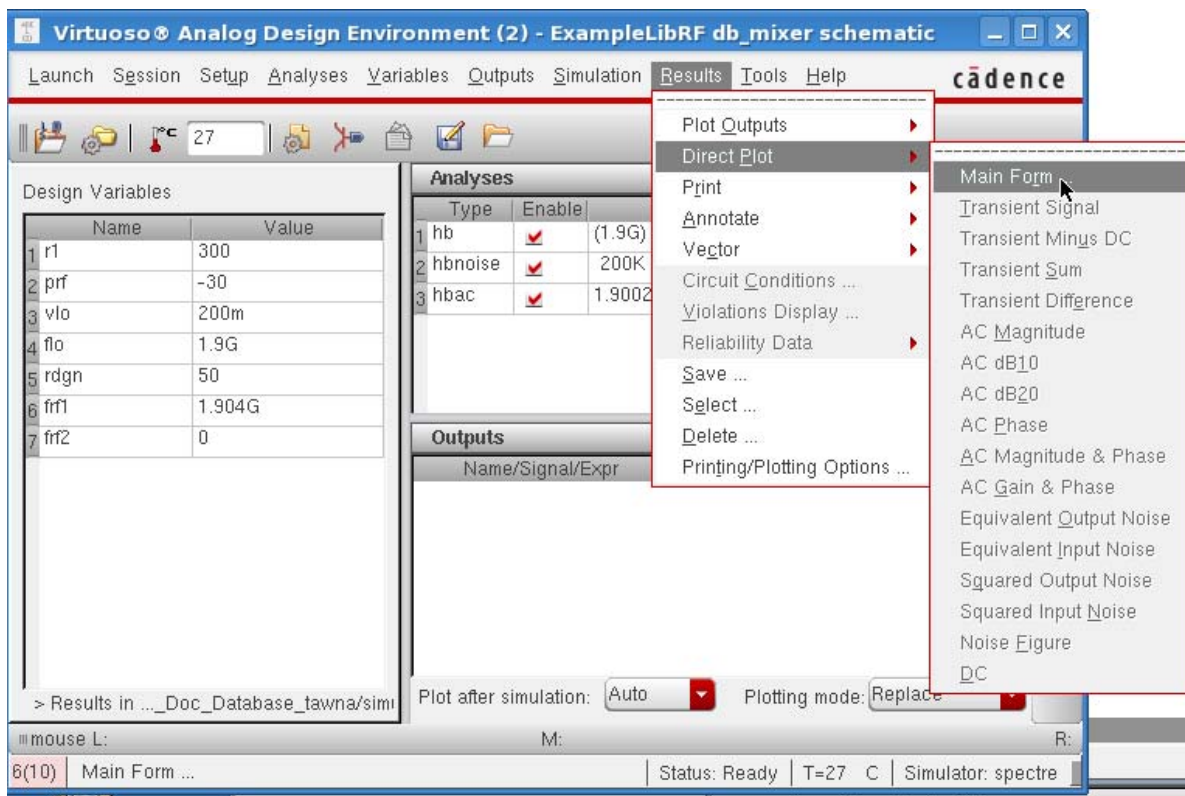 Virtuoso® Analog Design Environment (2) - ExampleLibRF db_mixer schematic
Launch Session Setup Analyses Variables Outputs Simulation Results Tools Help
cādence
°C 27
Design Variables
Name Value
1 r1 300
2 prf -30
3 vlo 200m
4 flo 1.9G
5 rdgn 50
6 frf1 1.904G
7 frf2 0
> Results in ..._Doc_Database_tawna/simu
Analyses
Type Enable
1 hb (1.9G)
2 hbnoise 200K
3 hbac 1.9002
Outputs
Name/Signal/Expr
Plot after simulation: Auto Plotting mode: Replace
Plot Outputs
Direct Plot
Print
Annotate
Vector
Circuit Conditions ...
Violations Display ...
Reliability Data
Save ...
Select ...
Delete ...
Printing/Plotting Options ...
Main Form ...
Transient Signal
Transient Minus DC
Transient Sum
Transient Difference
AC Magnitude
AC dB10
AC dB20
AC Phase
AC Magnitude & Phase
AC Gain & Phase
Equivalent Output Noise
Equivalent Input Noise
Squared Output Noise
Squared Input Noise
Noise Figure
DC
mouse L: M: R:
6(10) Main Form ... Status: Ready T=27 C Simulator: spectre